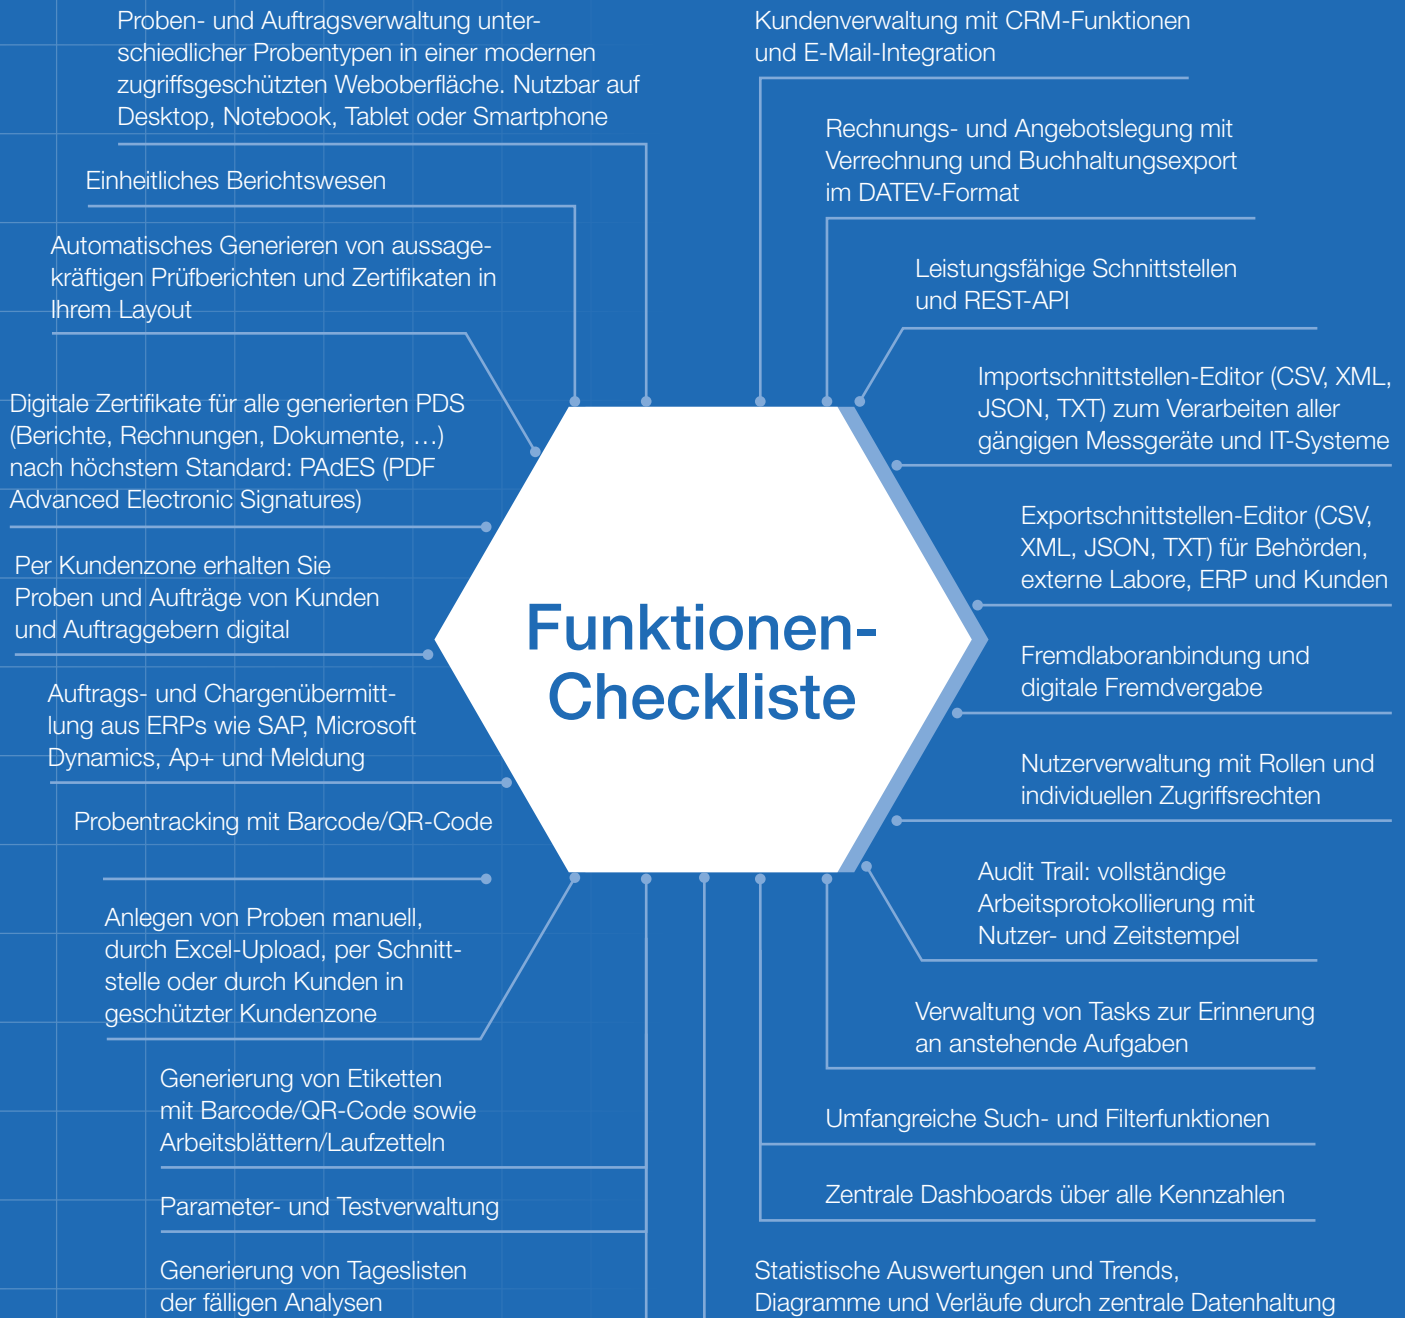 Proben- und Auftragsverwaltung unter-
schiedlicher Probentypen in einer modernen
zugriffsgeschützten Weboberfläche. Nutzbar auf
Desktop, Notebook, Tablet oder Smartphone
Einheitliches Berichtswesen
Automatisches Generieren von aussage-
kräftigen Prüfberichten und Zertifikaten in
Ihrem Layout
Digitale Zertifikate für alle generierten PDS
(Berichte, Rechnungen, Dokumente, …)
nach höchstem Standard: PAdES (PDF
Advanced Electronic Signatures)
Per Kundenzone erhalten Sie
Proben und Aufträge von Kunden
und Auftraggebern digital
Auftrags- und Chargenübermitt-
lung aus ERPs wie SAP, Microsoft
Dynamics, Ap+ und Meldung
Probentracking mit Barcode/QR-Code
Anlegen von Proben manuell,
durch Excel-Upload, per Schnitt-
stelle oder durch Kunden in
geschützter Kundenzone
Generierung von Etiketten
mit Barcode/QR-Code sowie
Arbeitsblättern/Laufzetteln
Parameter- und Testverwaltung
Generierung von Tageslisten
der fälligen Analysen
Funktionen-
Checkliste
Kundenverwaltung mit CRM-Funktionen
und E-Mail-Integration
Rechnungs- und Angebotslegung mit
Verrechnung und Buchhaltungsexport
im DATEV-Format
Leistungsfähige Schnittstellen
und REST-API
Importschnittstellen-Editor (CSV, XML,
JSON, TXT) zum Verarbeiten aller
gängigen Messgeräte und IT-Systeme
Exportschnittstellen-Editor (CSV,
XML, JSON, TXT) für Behörden,
externe Labore, ERP und Kunden
Fremdlaboranbindung und
digitale Fremdvergabe
Nutzerverwaltung mit Rollen und
individuellen Zugriffsrechten
Audit Trail: vollständige
Arbeitsprotokollierung mit
Nutzer- und Zeitstempel
Verwaltung von Tasks zur Erinnerung
an anstehende Aufgaben
Umfangreiche Such- und Filterfunktionen
Zentrale Dashboards über alle Kennzahlen
Statistische Auswertungen und Trends,
Diagramme und Verläufe durch zentrale Datenhaltung